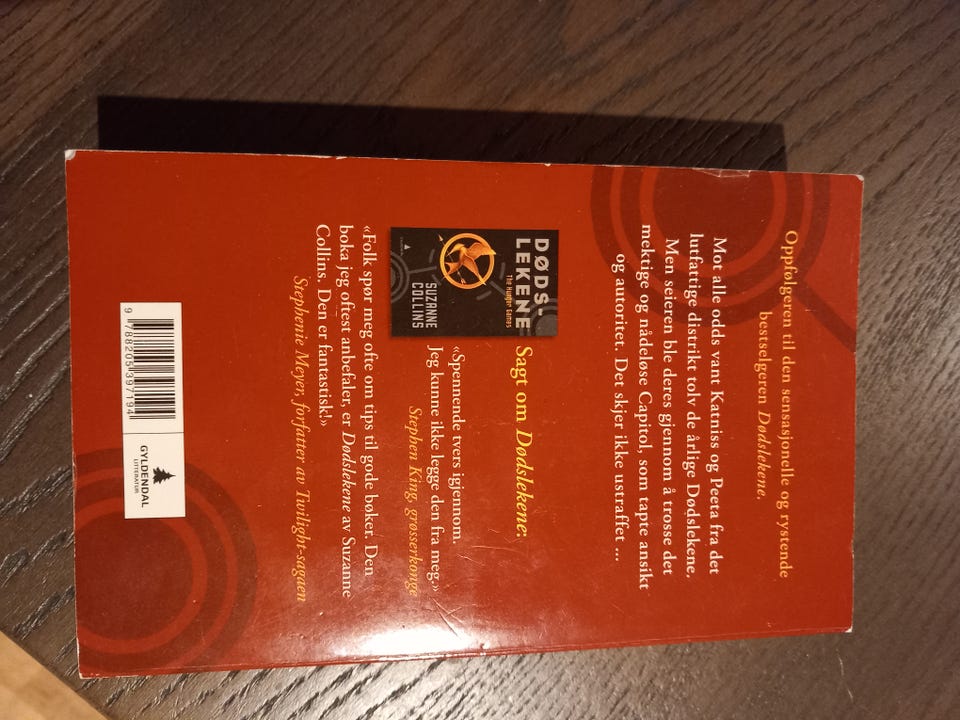 Oppfølgeren til den sensasjonelle og rystende
bestselgeren Dødslekene.
Mot alle odds vant Katniss og Peeta fra det
lutfattige distrikt tolv de årlige Dødslekene.
Men seieren ble deres gjennom å trosse det
mektige og nådeløse Capitol, som tapte ansikt
og autoritet. Det skjer ikke ustraffet ...
DØDS-
LEKENE
The Hunger Games
SUZANNE
COLLINS
Sagt om Dødslekene:
«Spennende tvers igjennom.
Jeg kunne ikke legge den fra meg.»
Stephen King, grøsserkonge
«Folk spør meg ofte om tips til gode bøker. Den
boka jeg oftest anbefaler, er Dødslekene av Suzanne
Collins. Den er fantastisk!»
Stephenie Meyer, forfatter av Twilight-sagaen
9 788205 397194
GYLDENDAL
LITTERATUR